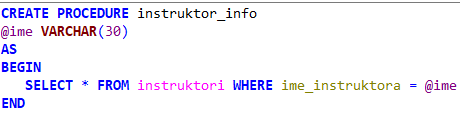 CREATE PROCEDURE instruktor_info
@ime VARCHAR(30)
AS
BEGIN
SELECT * FROM instruktori WHERE ime_instruktora = @ime
END